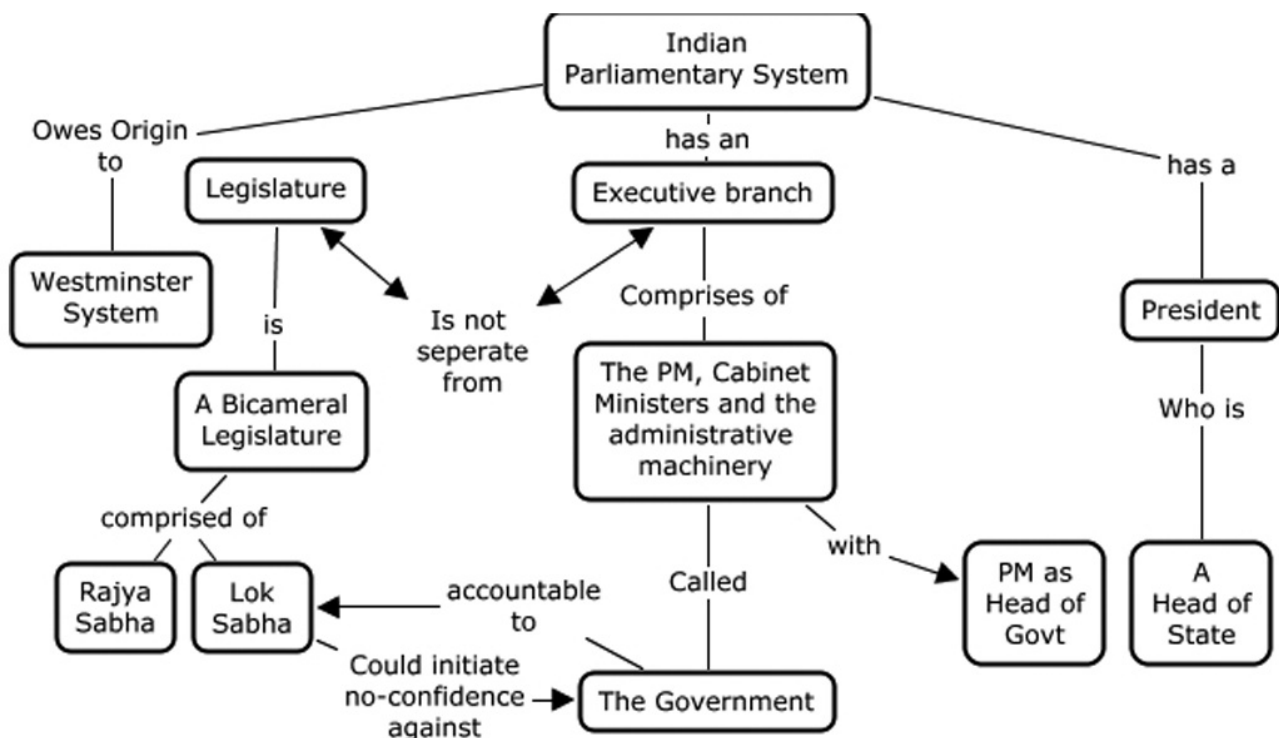 Indian
Parliamentary System
Owes Origin
to
has an
has a
Legislature
Executive branch
Westminster
System
is
Is not
seperate
from
Comprises of
President
A Bicameral
Legislature
The PM, Cabinet
Ministers and the
administrative
machinery
Who is
comprised of
with
Rajya
Sabha
Lok
Sabha
accountable
to
Called
PM as
Head of
Govt
A
Head of
State
Could initiate
no-confidence
against
The Government